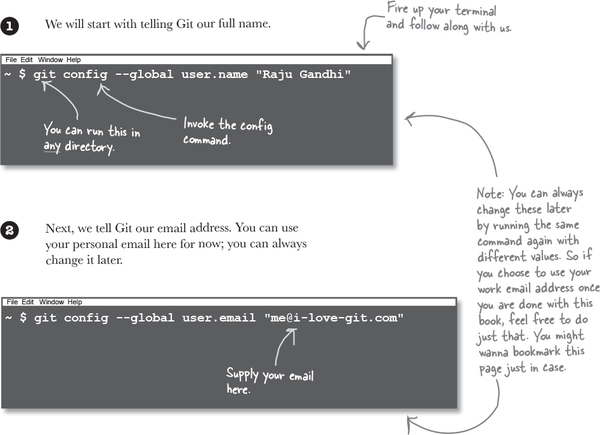 1 We will start with telling Git our full name.
Fire up your terminal
and follow along with us.
File Edit Window Help
~ $ git config --global user.name "Raju Gandhi"
You can run this in
any directory.
Invoke the config
command.
Note: You can always
change these later
by running the same
command again with
different values. So if
you choose to use your
work email address once
you are done with this
book, feel free to do
just that. You might
wanna bookmark this
page just in case.
2 Next, we tell Git our email address. You can use
your personal email here for now; you can always
change it later.
File Edit Window Help
~ $ git config --global user.email "me@i-love-git.com"
Supply your email
here.